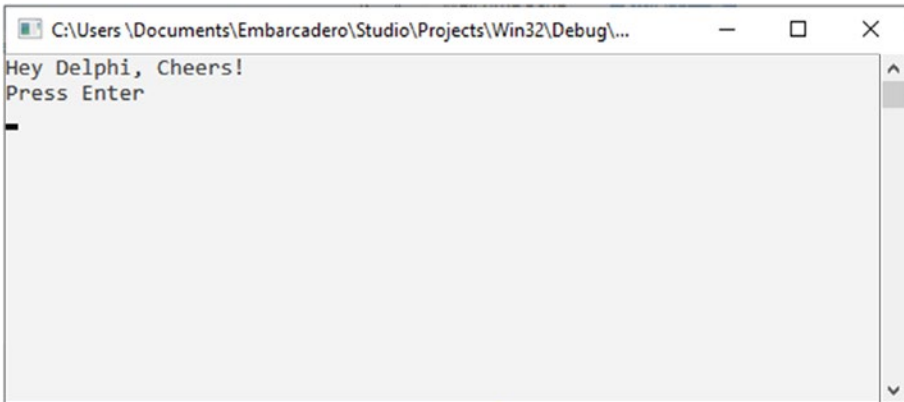 C:\Users \Documents\Embarcadero\Studio\Projects\Win32\Debug\...
Hey Delphi, Cheers!
Press Enter